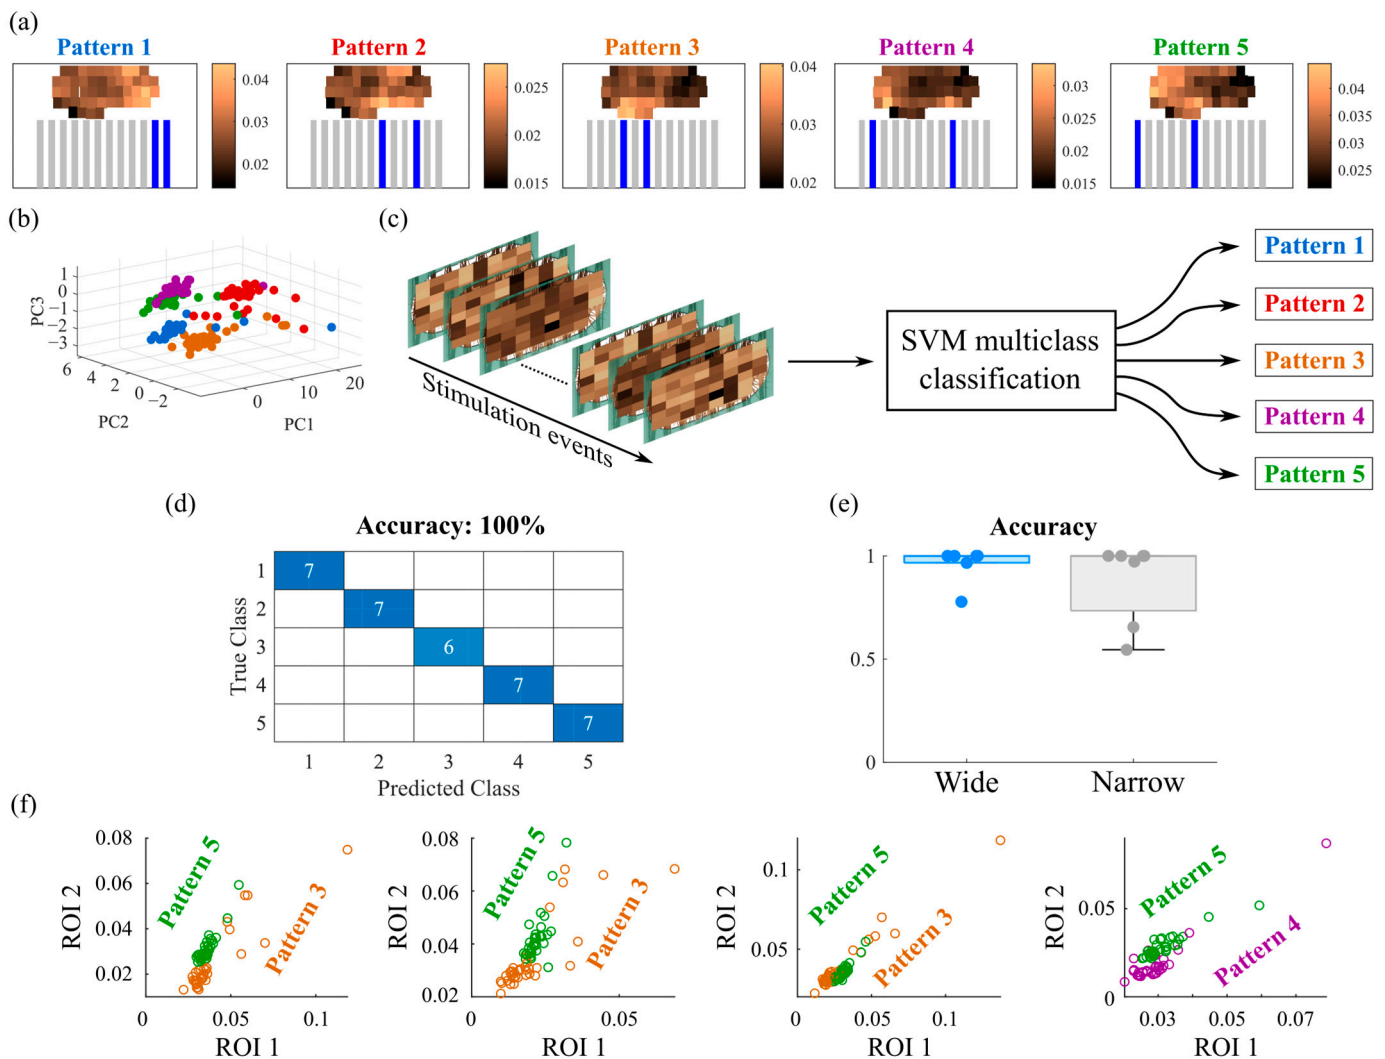 (a)
Pattern 1
Pattern 2
Pattern 3
Pattern 4
Pattern 5
0.04
0.03
0.02
0.025
0.02
0.015
0.04
0.03
0.02
0.03
0.025
0.02
0.015
0.04
0.035
0.03
0.025
(b)
1
0
−1
−2
−3
PC3
6
4
2
0
−2
PC2
0
10
20
PC1
(c)
Stimulation events
SVM multiclass
classification
Pattern 1
Pattern 2
Pattern 3
Pattern 4
Pattern 5
(d)
Accuracy: 100%
True Class
1
7
2
7
3
6
4
7
5
7
1 2 3 4 5
Predicted Class
(e)
Accuracy
1
0.5
0
Wide
Narrow
(f)
0.08
0.06
0.04
0.02
ROI 2
Pattern 5
Pattern 3
0 0.05 0.1
ROI 1
0.08
0.06
0.04
0.02
ROI 2
Pattern 5
Pattern 3
0 0.05
ROI 1
0.1
0.05
ROI 2
Pattern 5
Pattern 3
0 0.05 0.1
ROI 1
0.05
0
ROI 2
Pattern 5
Pattern 4
0.03 0.05 0.07
ROI 1